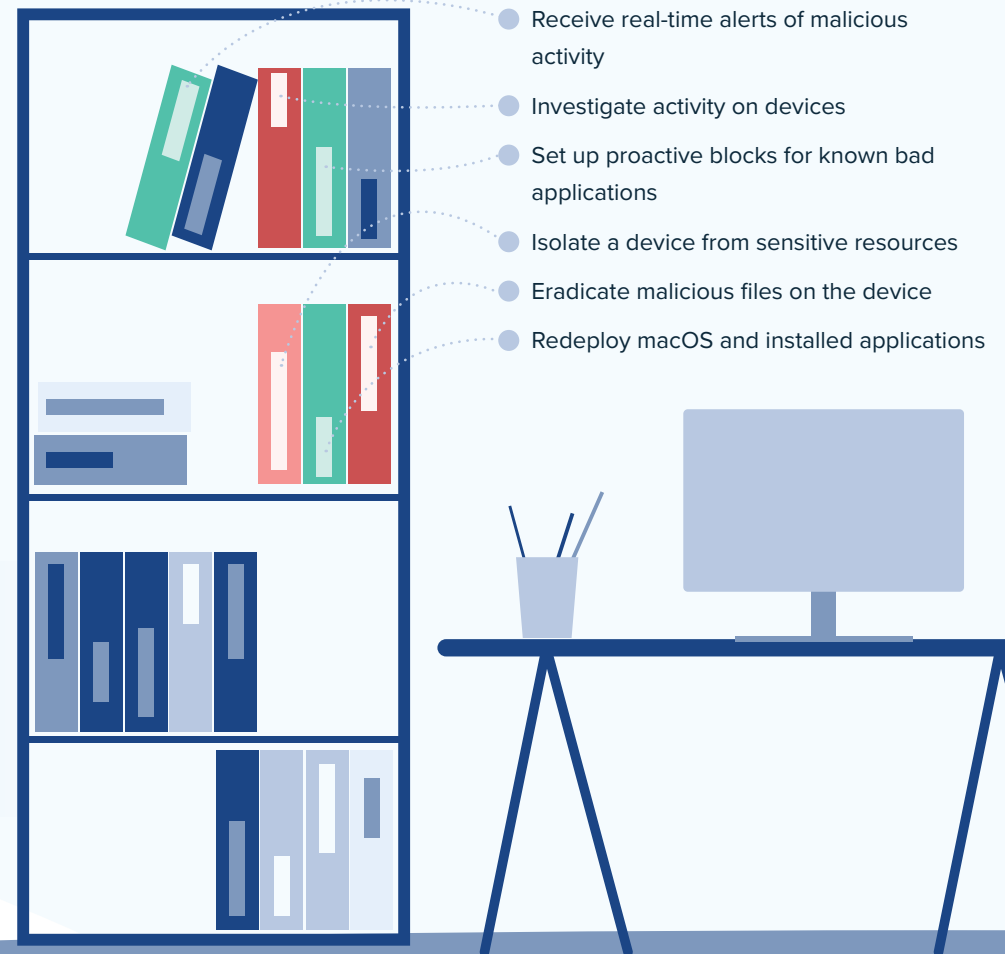 Receive real-time alerts of malicious
activity
Investigate activity on devices
Set up proactive blocks for known bad
applications
Isolate a device from sensitive resources
Eradicate malicious files on the device
Redeploy macOS and installed applications